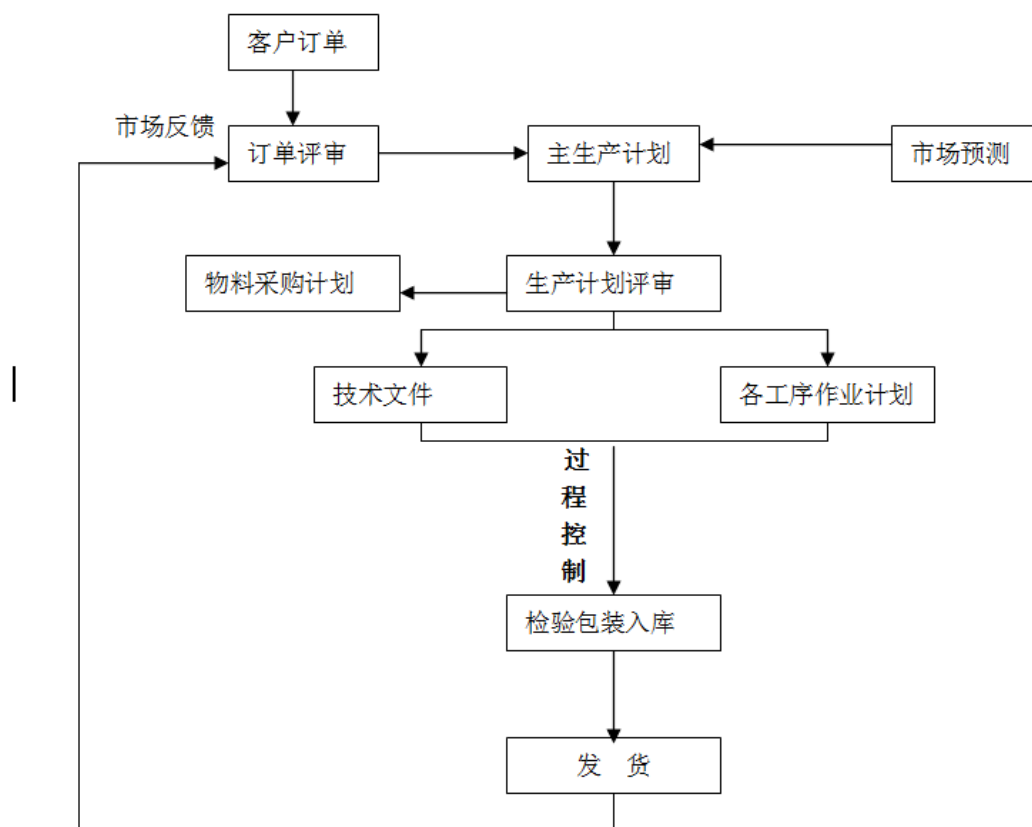 客户订单
市场反馈
订单评审
主生产计划
市场预测
物料采购计划
生产计划评审
技术文件
各工序作业计划
过
程
控
制
检验包装入库
发 货